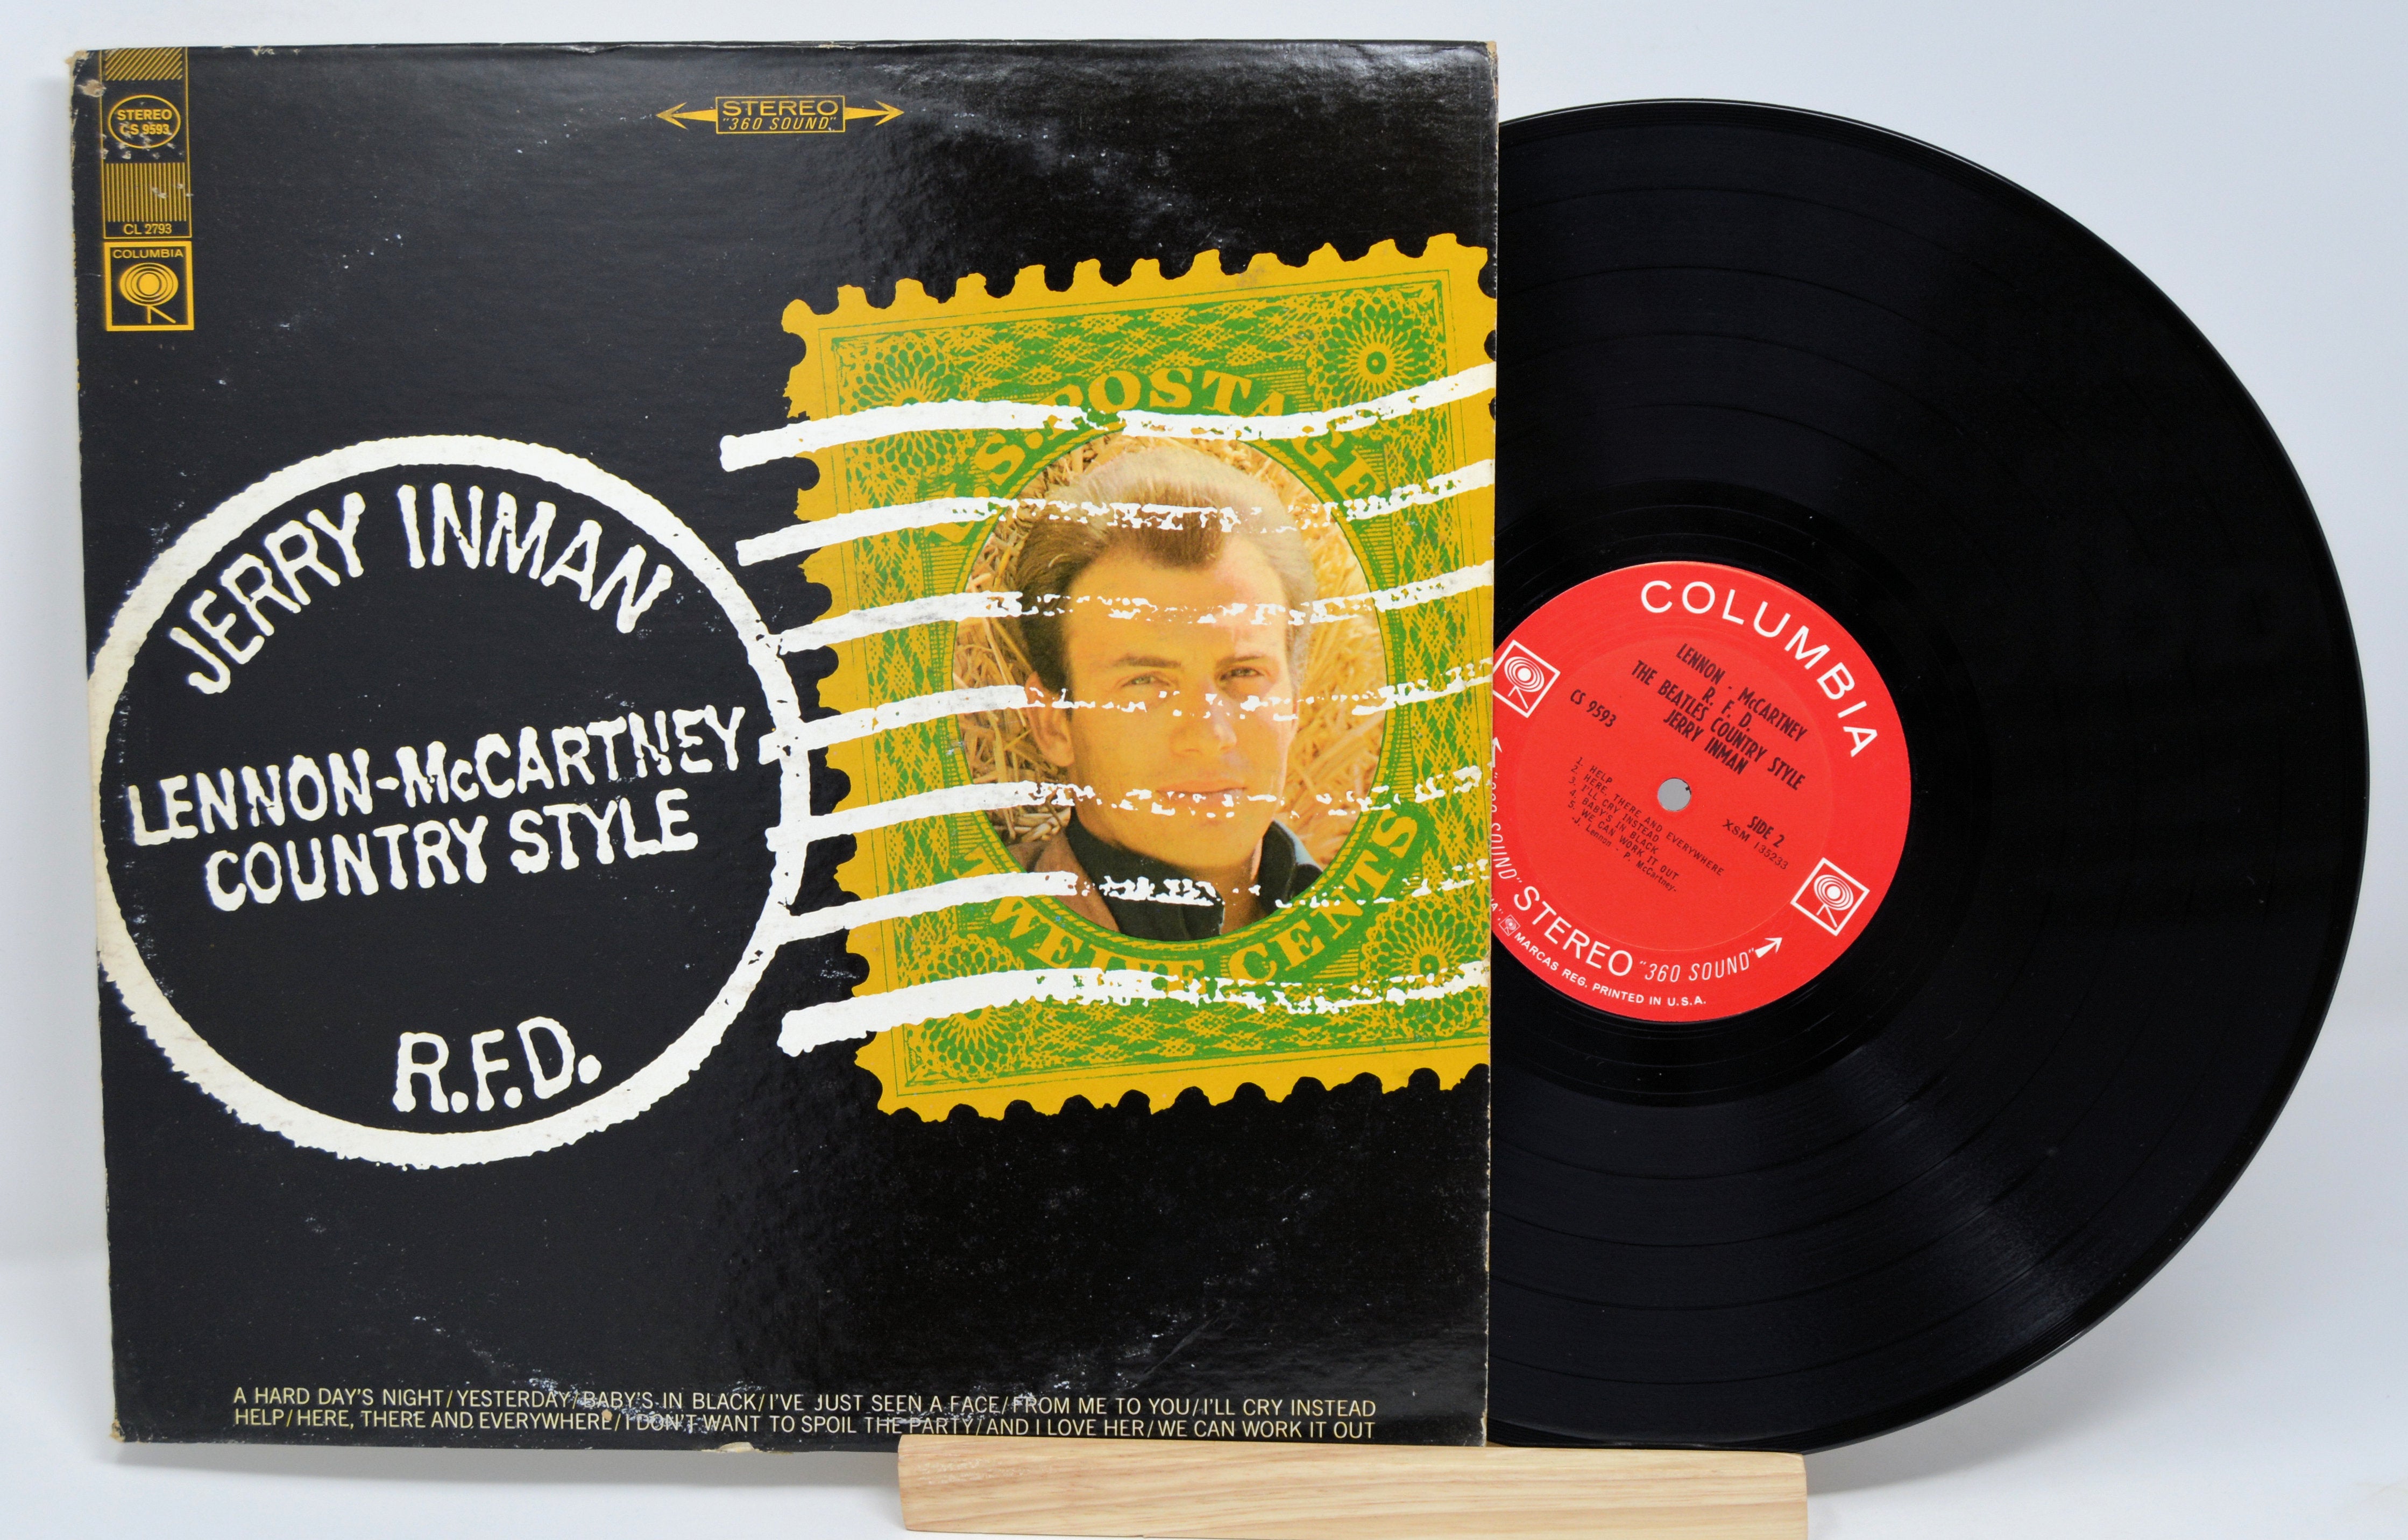 STEREO
CS 9593
CL 2793
COLUMBIA
STEREO
"360 SOUND"
JERRY INMAN
LENNON-McCARTNEY
COUNTRY STYLE
R.F.D.
U.S. POSTAGE
TWELVE CENTS
A HARD DAY'S NIGHT/YESTERDAY/BABY'S IN BLACK/I'VE JUST SEEN A FACE/FROM ME TO YOU/I'LL CRY INSTEAD
HELP/HERE, THERE AND EVERYWHERE/I DON'T WANT TO SPOIL THE PARTY/AND I LOVE HER/WE CAN WORK IT OUT
COLUMBIA
LENNON - McCARTNEY
R. F. D.
THE BEATLES COUNTRY STYLE
JERRY INMAN
CS 9593
SIDE 2
XSM 135233
1. HELP
2. HERE, THERE AND EVERYWHERE
3. I'LL CRY INSTEAD
4. BABY'S IN BLACK
5. WE CAN WORK IT OUT
-J. Lennon - P. McCartney-
SOUND" STEREO "360 SOUND"
MARCAS REG. PRINTED IN U.S.A.